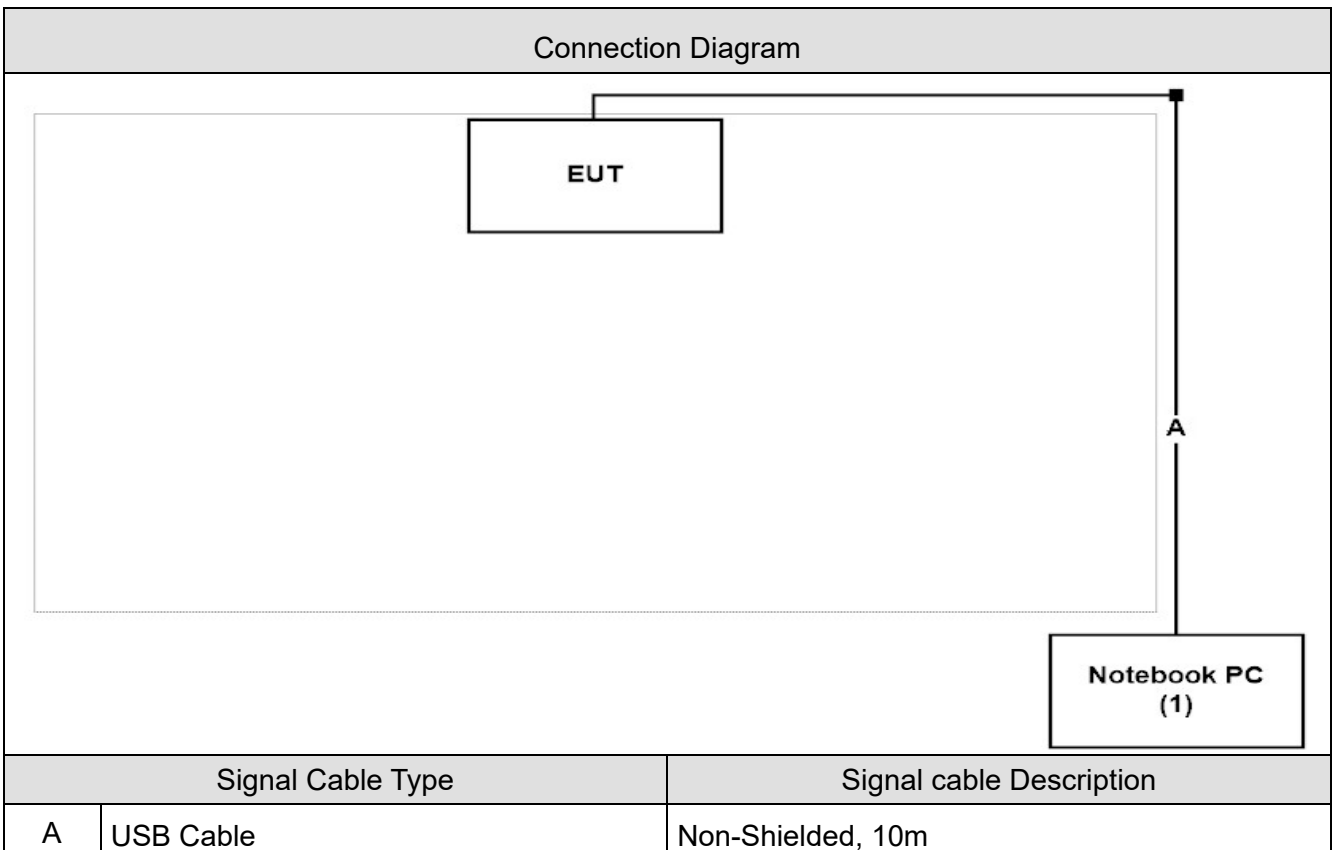 Connection Diagram
EUT
A
Notebook PC
(1)
Signal Cable Type
Signal cable Description
A
USB Cable
Non-Shielded, 10m